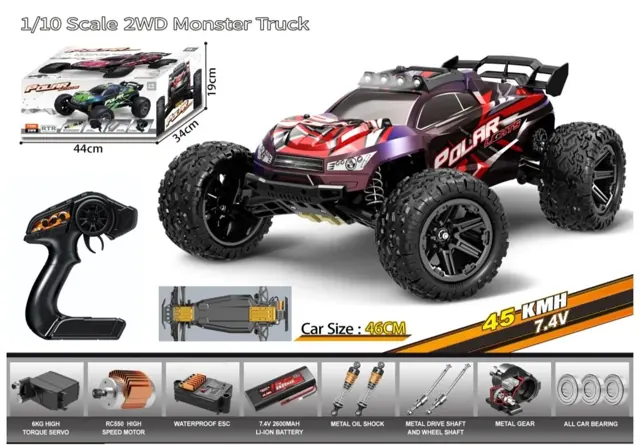 1/10 Scale 2WD Monster Truck
POLAR
RTR
19cm
34cm
44cm
POLAR
LIGHTS
Car Size : 46CM
45 KMH
7.4V
6KG HIGH
TORQUE SERVO
RC550 HIGH
SPEED MOTOR
WATERPROOF ESC
7.4V 2600MAH
LI-ION BATTERY
METAL OIL SHOCK
METAL DRIVE SHAFT
AND WHEEL SHAFT
METAL GEAR
ALL CAR BEARING